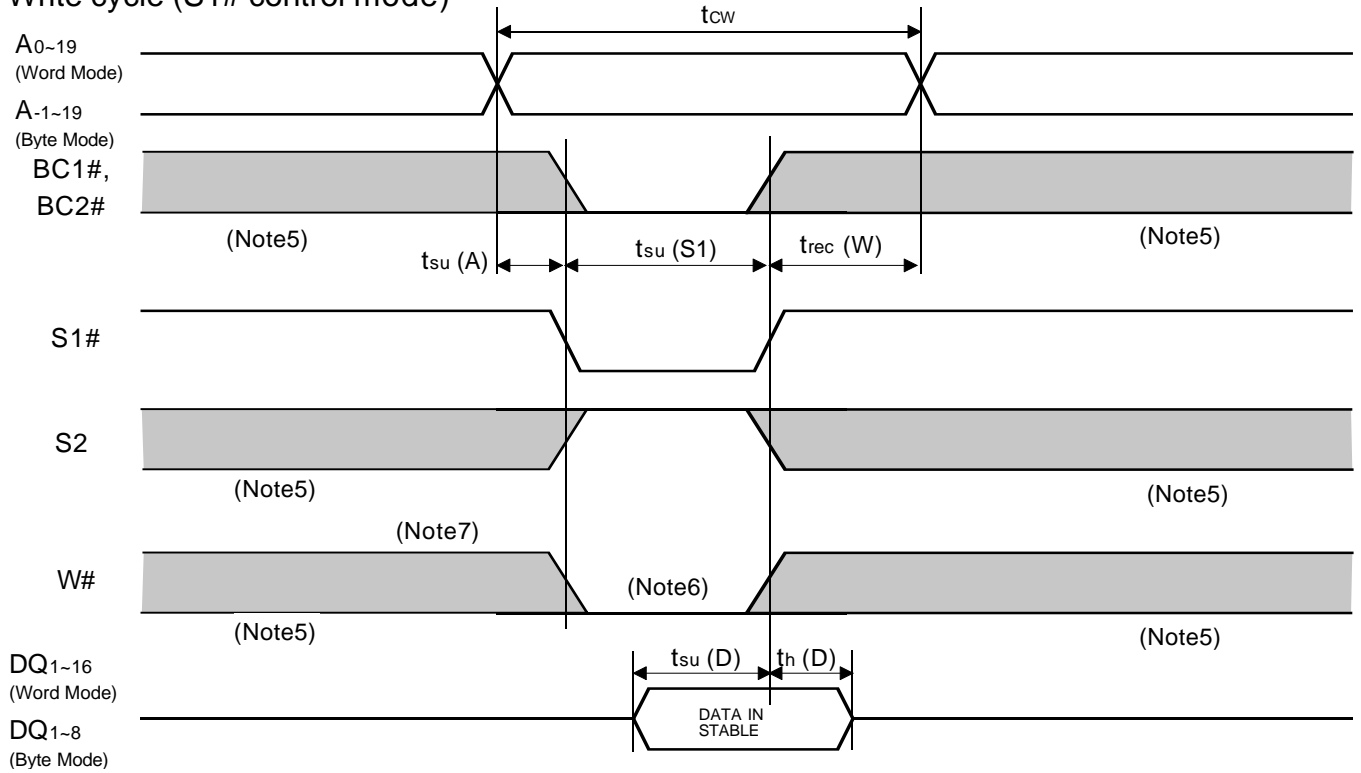 Write cycle (S1# control mode)
tCW
A0~19
(Word Mode)
A-1~19
(Byte Mode)
BC1#,
BC2#
(Note5)
(Note5)
tsu (A)
tsu (S1)
trec (W)
S1#
S2
(Note5)
(Note5)
(Note7)
W#
(Note6)
(Note5)
(Note5)
DQ1~16
(Word Mode)
tsu (D)
th (D)
DATA IN
STABLE
DQ1~8
(Byte Mode)